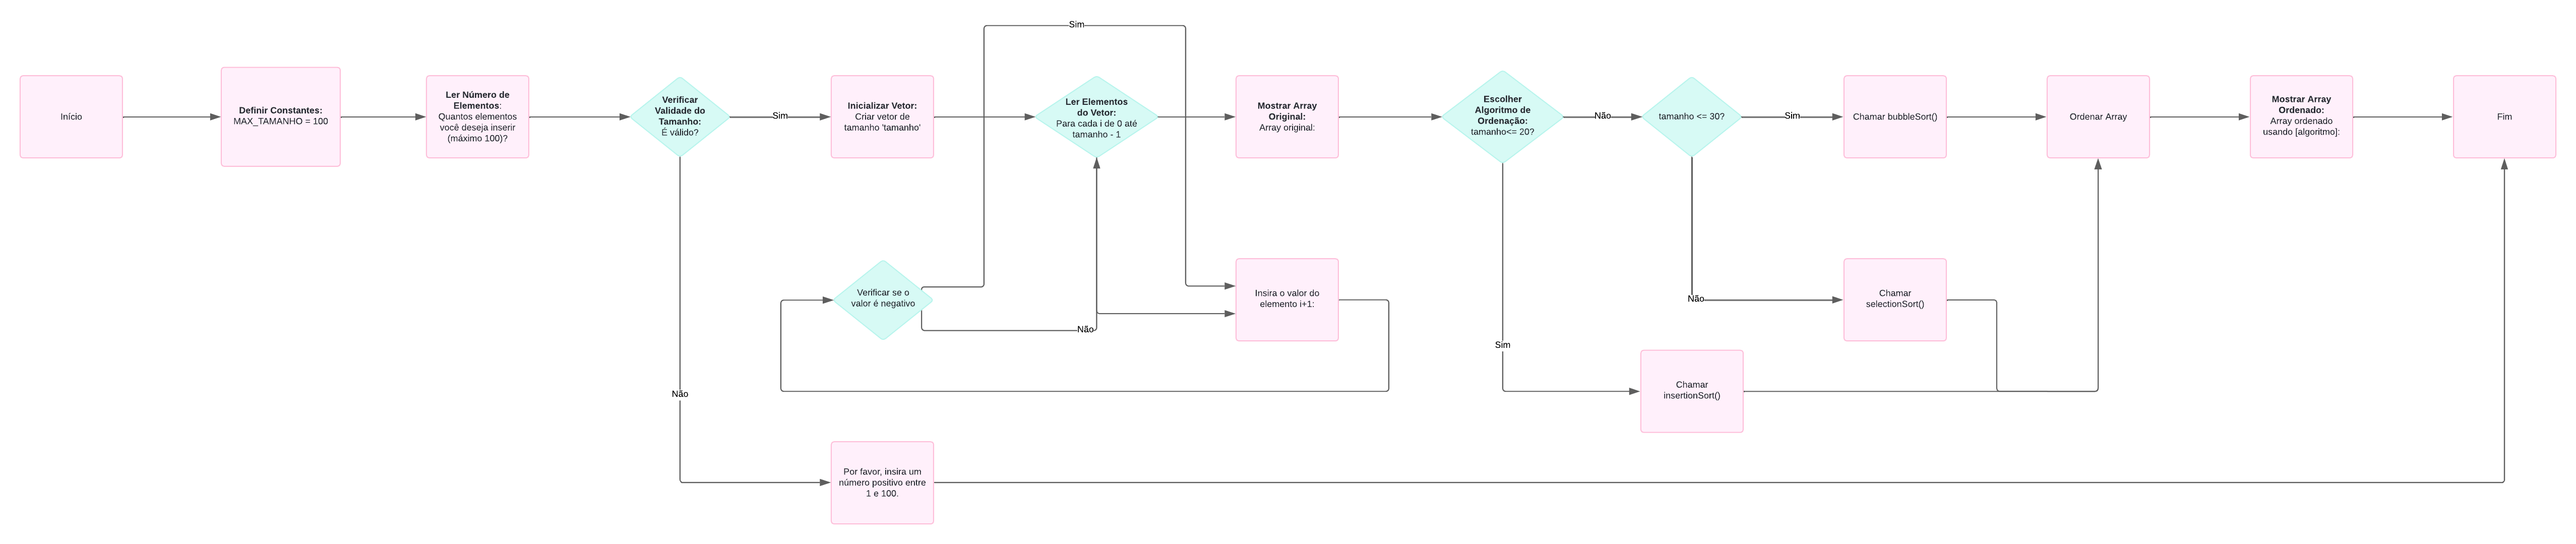 Sim
Início
Definir Constantes:
MAX_TAMANHO = 100
Ler Número de
Elementos:
Quantos elementos
você deseja inserir
(máximo 100)?
Verificar
Validade do
Tamanho:
É válido?
Sim
Inicializar Vetor:
Criar vetor de
tamanho 'tamanho'
Ler Elementos
do Vetor:
Para cada i de 0 até
tamanho - 1
Mostrar Array
Original:
Array original:
Escolher
Algoritmo de
Ordenação:
tamanho<= 20?
Não
tamanho <= 30?
Sim
Chamar bubbleSort()
Ordenar Array
Mostrar Array
Ordenado:
Array ordenado
usando [algoritmo]:
Fim
Verificar se o
valor é negativo
Não
Insira o valor do
elemento i+1:
Não
Chamar
selectionSort()
Sim
Chamar
insertionSort()
Não
Por favor, insira um
número positivo entre
1 e 100.